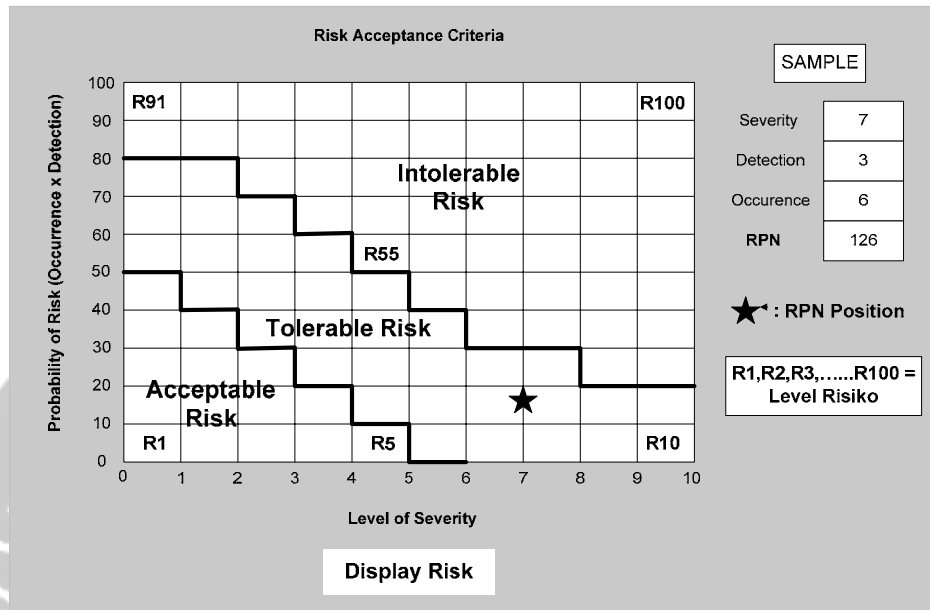 Risk Acceptance Criteria
SAMPLE
Severity 7
Detection 3
Occurence 6
RPN 126
★ : RPN Position
R1,R2,R3,......R100 =
Level Risiko
Probability of Risk (Occurrence x Detection)
100
90
80
70
60
50
40
30
20
10
0
R91
R100
Intolerable
Risk
R55
Tolerable Risk
Acceptable
Risk
R1
R5
R10
0 1 2 3 4 5 6 7 8 9 10
Level of Severity
Display Risk